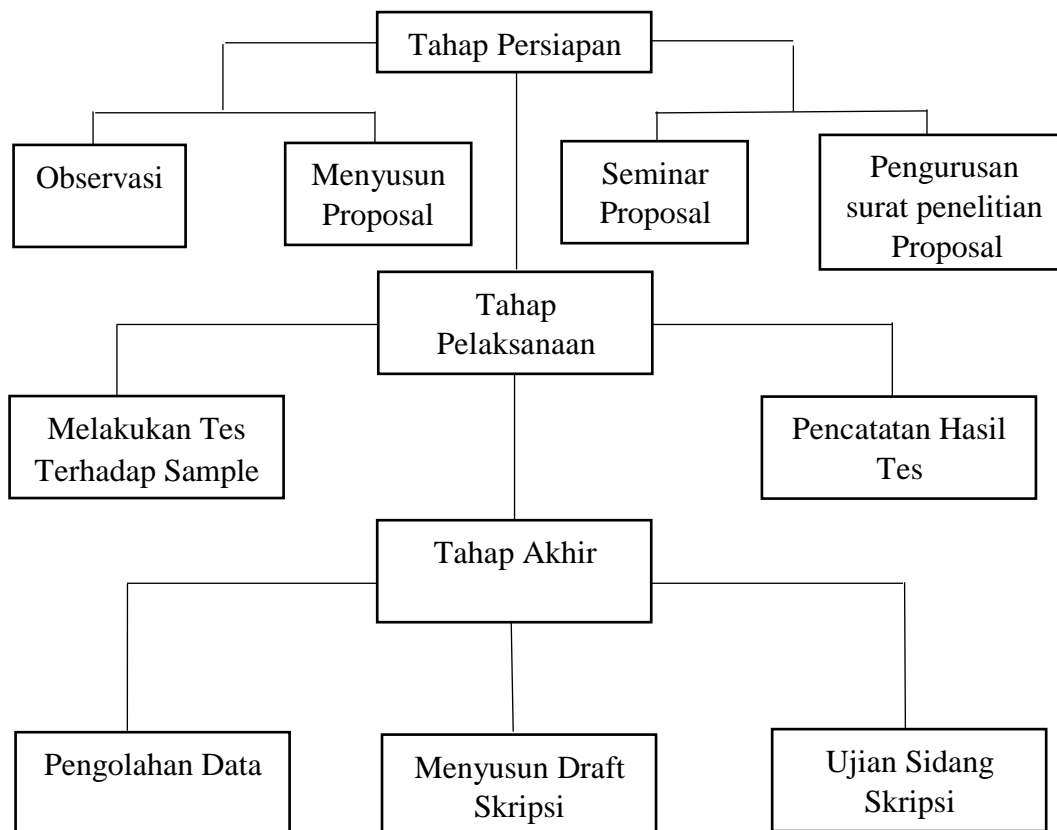 Tahap Persiapan
Observasi
Menyusun
Proposal
Seminar
Proposal
Pengurusan
surat penelitian
Proposal
Tahap
Pelaksanaan
Melakukan Tes
Terhadap Sample
Pencatatan Hasil
Tes
Tahap Akhir
Pengolahan Data
Menyusun Draft
Skripsi
Ujian Sidang
Skripsi